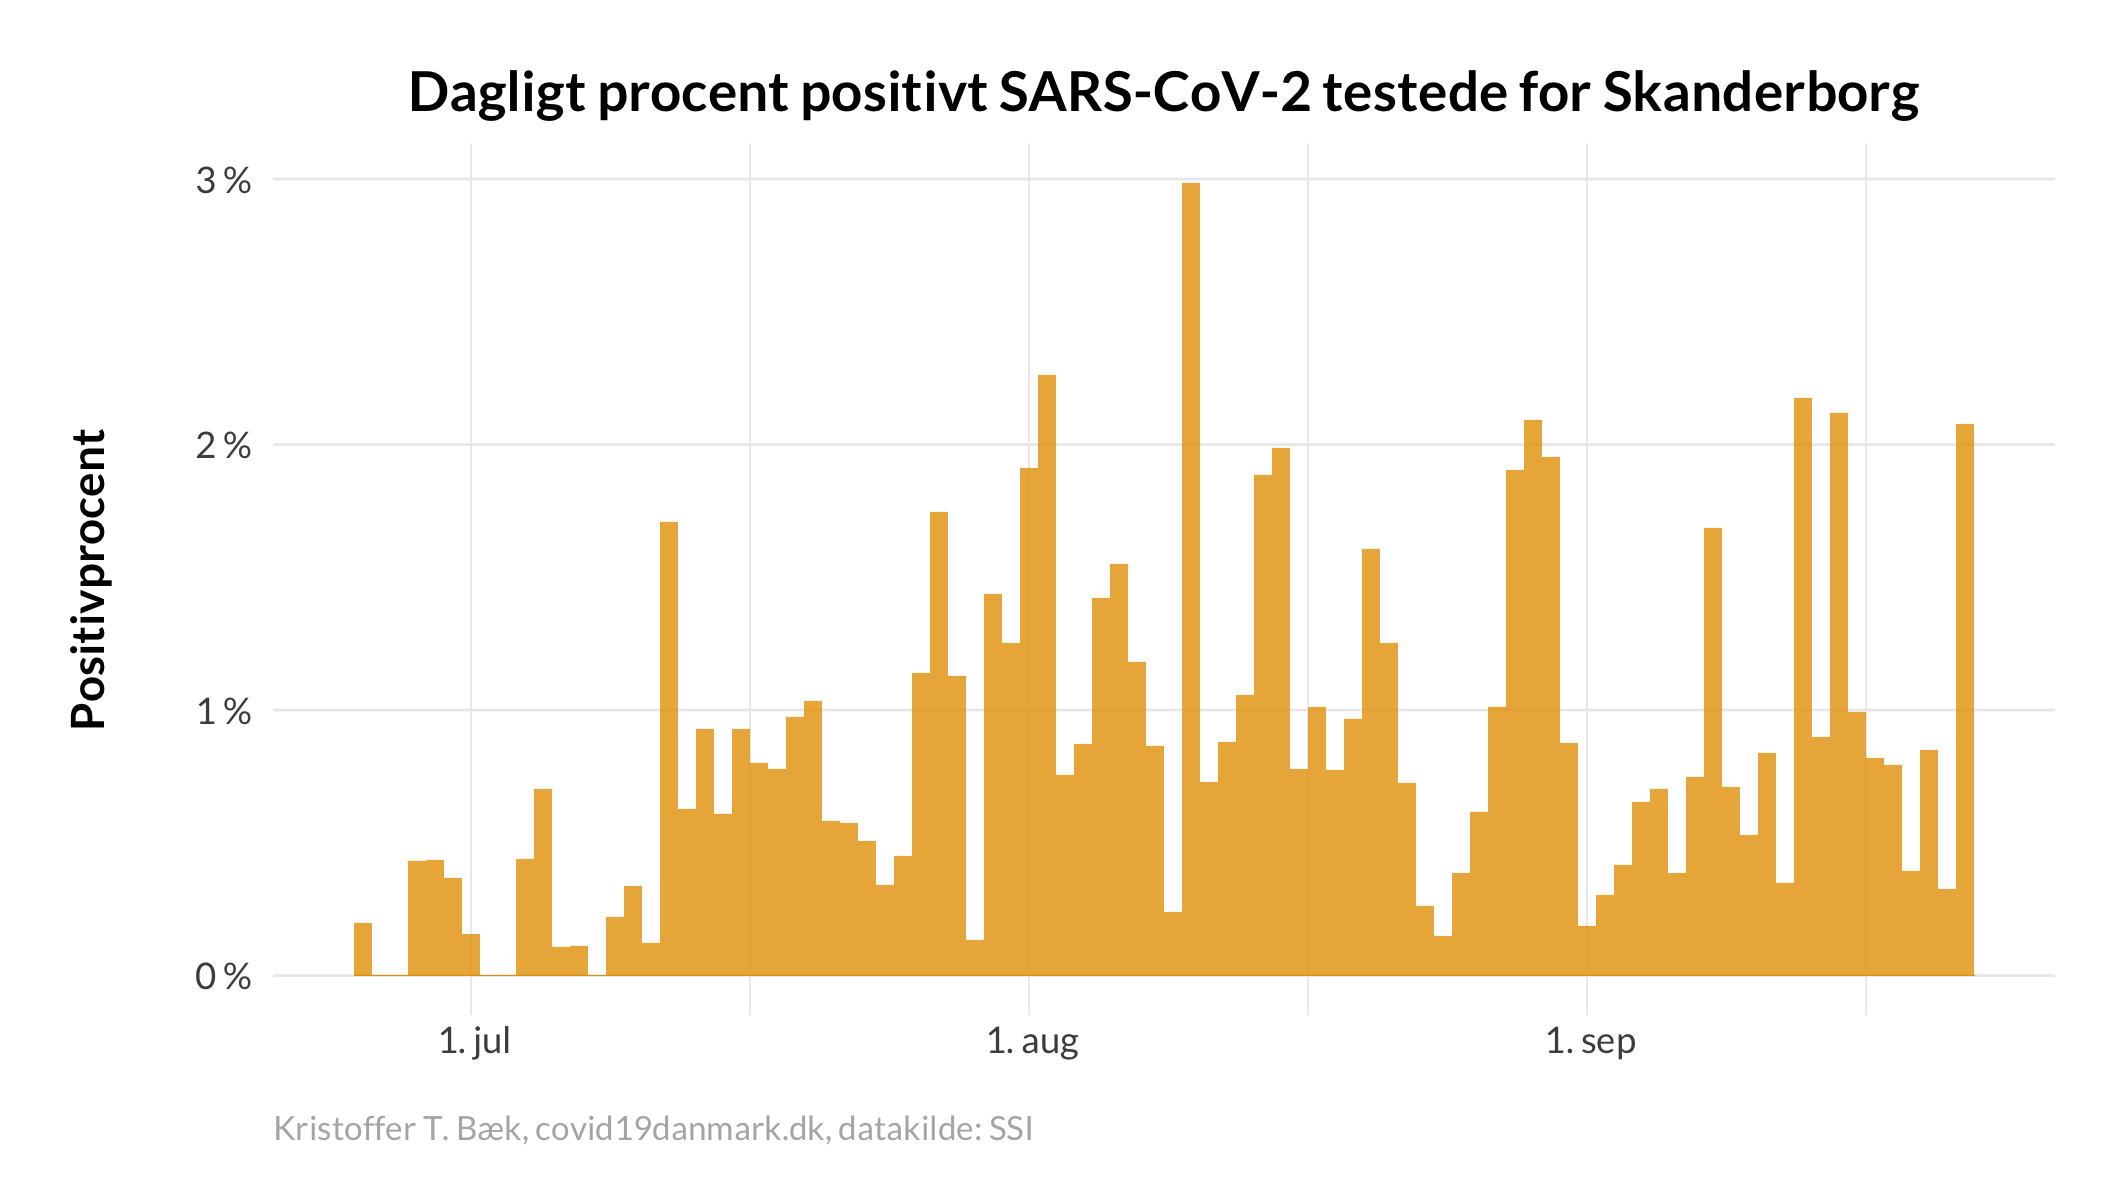 Dagligt procent positivt SARS-CoV-2 testede for Skanderborg
Positivprocent
3 %
2 %
1 %
0 %
1. jul
1. aug
1. sep
Kristoffer T. Bæk, covid19danmark.dk, datakilde: SSI